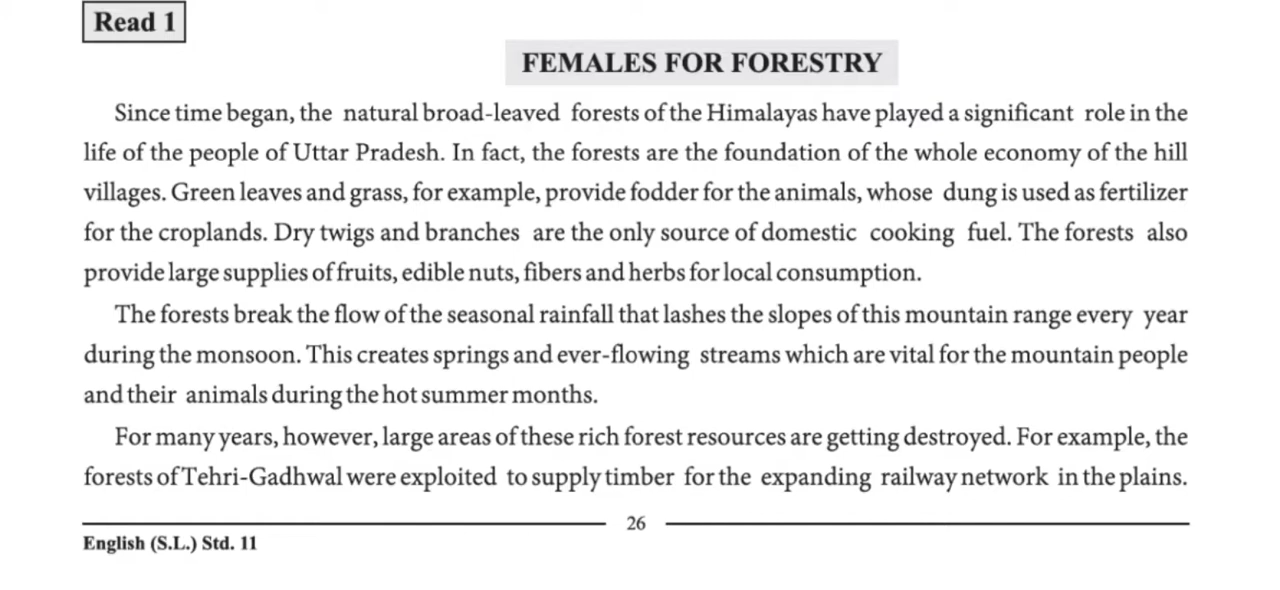 Read 1
FEMALES FOR FORESTRY
Since time began, the natural broad-leaved forests of the Himalayas have played a significant role in the
life of the people of Uttar Pradesh. In fact, the forests are the foundation of the whole economy of the hill
villages. Green leaves and grass, for example, provide fodder for the animals, whose dung is used as fertilizer
for the croplands. Dry twigs and branches are the only source of domestic cooking fuel. The forests also
provide large supplies of fruits, edible nuts, fibers and herbs for local consumption.
The forests break the flow of the seasonal rainfall that lashes the slopes of this mountain range every year
during the monsoon. This creates springs and ever-flowing streams which are vital for the mountain people
and their animals during the hot summer months.
For many years, however, large areas of these rich forest resources are getting destroyed. For example, the
forests of Tehri-Gadhwal were exploited to supply timber for the expanding railway network in the plains.
26
English (S.L.) Std. 11